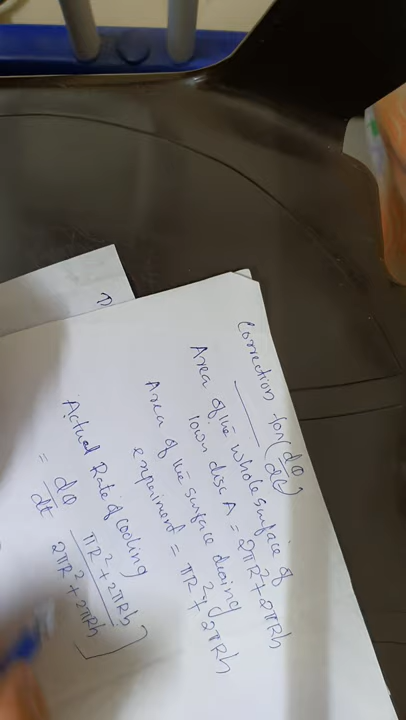 Correction for (dθ/dt)
Area of the whole surface of
lower disc A = 2πR² + 2πRh
Area of the surface during
experiment = πR² + 2πRh
Actual Rate of cooling
= dθ/dt (πR² + 2πRh)/(2πR² + 2πRh) ]